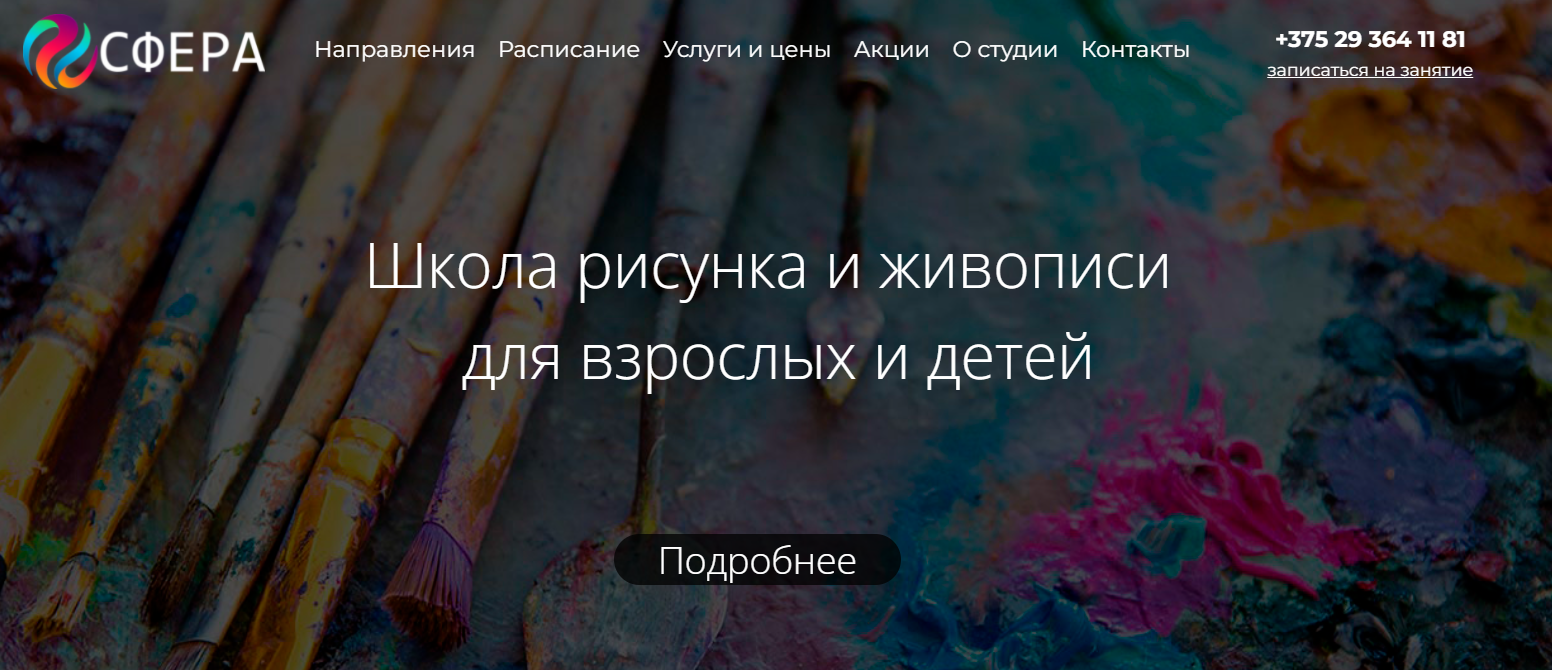 СФЕРА
Направления Расписание Услуги и цены Акции О студии Контакты
+375 29 364 11 81
записаться на занятие
Школа рисунка и живописи
для взрослых и детей
Подробнее